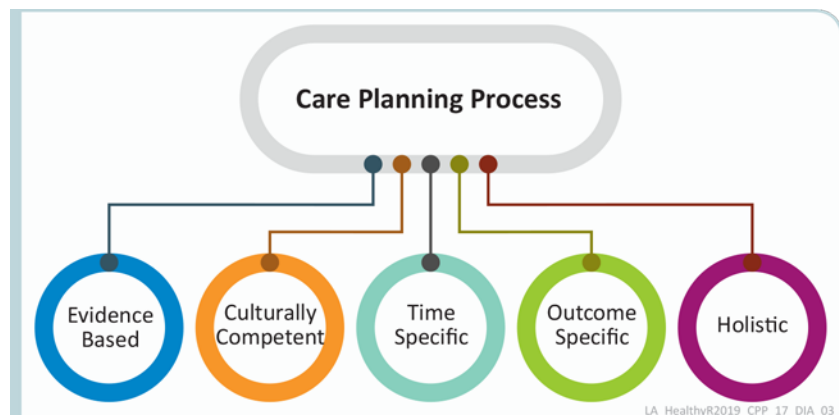 Care Planning Process
Evidence
Based
Culturally
Competent
Time
Specific
Outcome
Specific
Holistic
LA_HealthyR2019_CPP_17_DIA_03